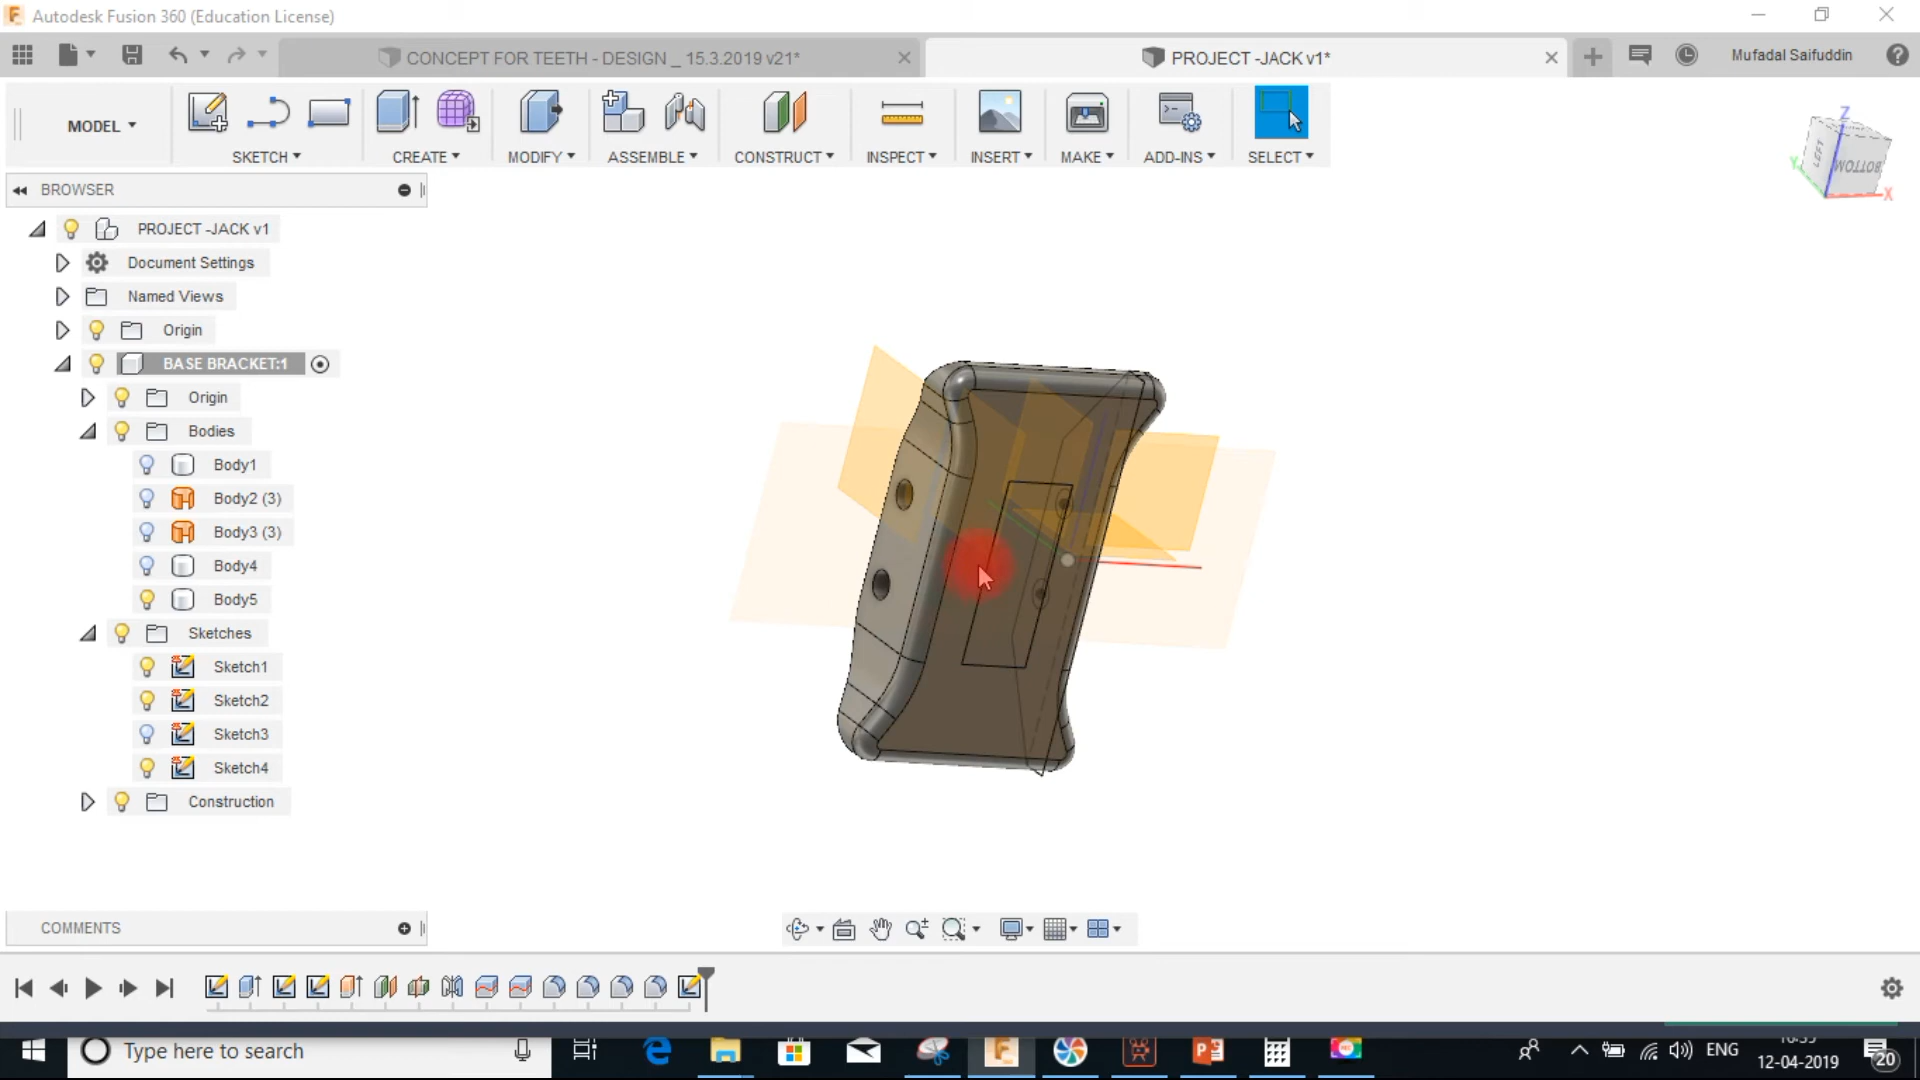 Autodesk Fusion 360 (Education License)
CONCEPT FOR TEETH - DESIGN _ 15.3.2019 v21*
PROJECT -JACK v1*
Mufadal Saifuddin
MODEL
SKETCH
CREATE
MODIFY
ASSEMBLE
CONSTRUCT
INSPECT
INSERT
MAKE
ADD-INS
SELECT
Z
LEFT
BOTTOM
Y
X
BROWSER
PROJECT -JACK v1
Document Settings
Named Views
Origin
BASE BRACKET:1
Origin
Bodies
Body1
Body2 (3)
Body3 (3)
Body4
Body5
Sketches
Sketch1
Sketch2
Sketch3
Sketch4
Construction
COMMENTS
Type here to search
ENG
12-04-2019
20